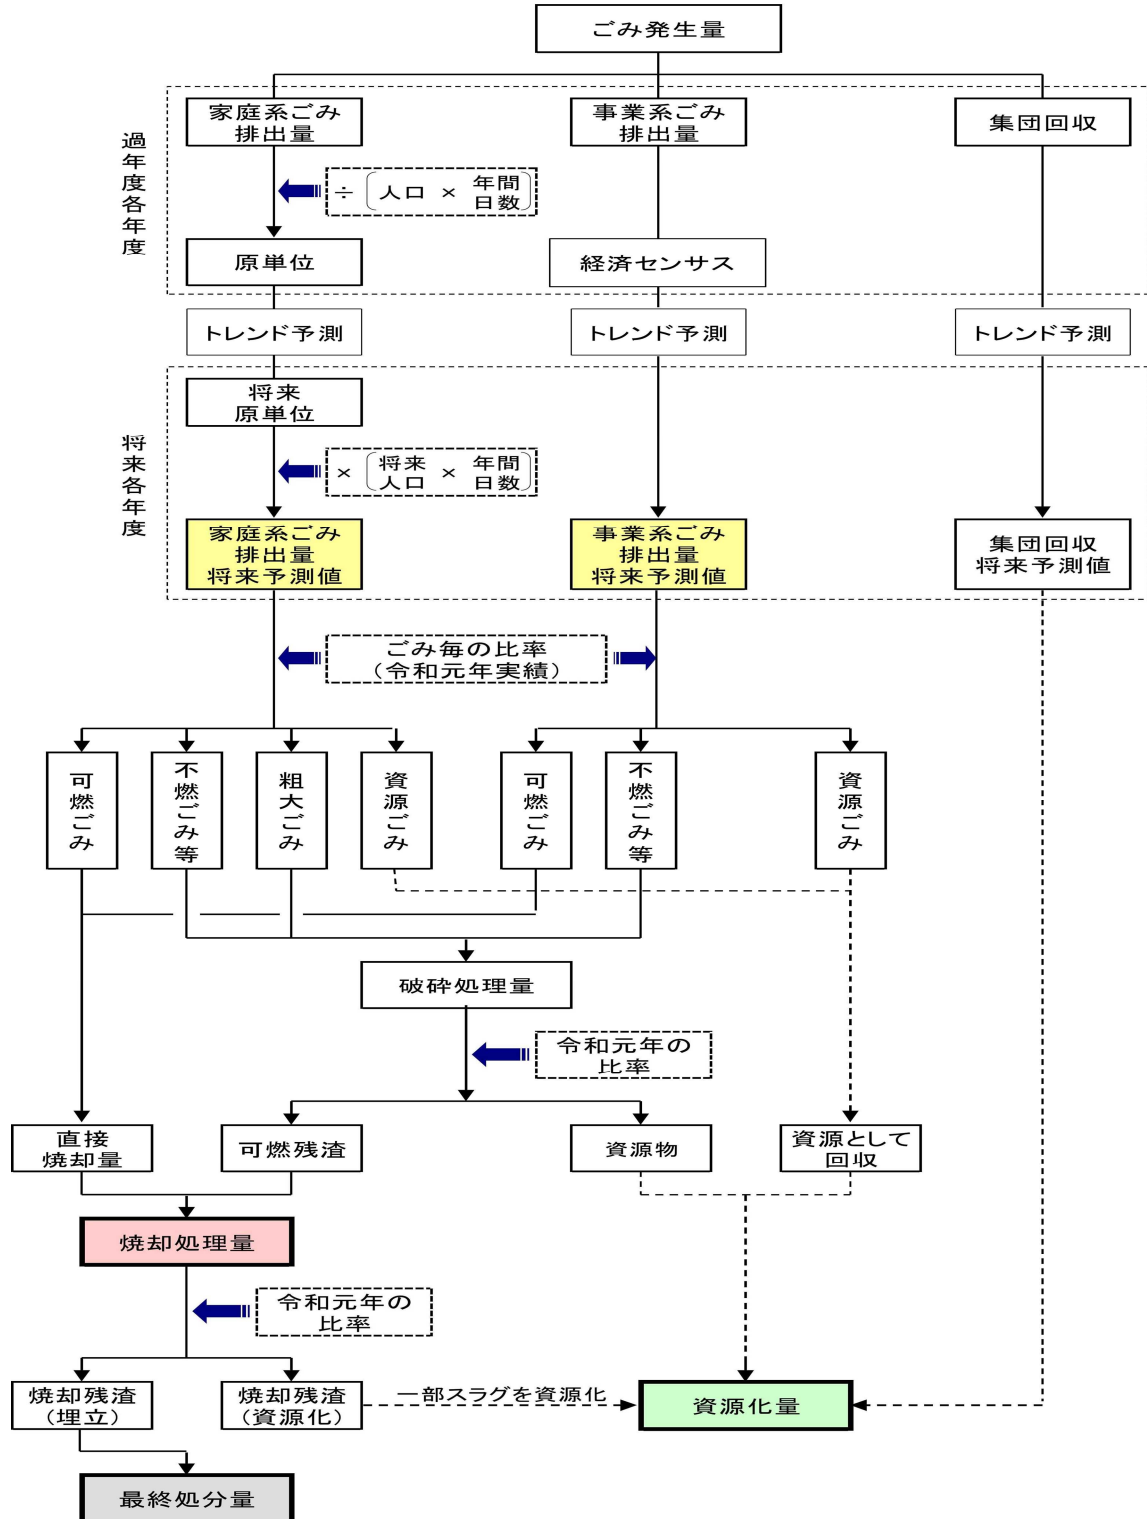 ごみ発生量
過年度各年度
家庭系ごみ
排出量
事業系ごみ
排出量
集団回収
÷(人口 × 年間
日数)
原単位
経済センサス
トレンド予測
トレンド予測
トレンド予測
将来各年度
将来
原単位
×(将来
人口 × 年間
日数)
家庭系ごみ
排出量
将来予測値
事業系ごみ
排出量
将来予測値
集団回収
将来予測値
ごみ毎の比率
(令和元年実績)
可燃ごみ
不燃ごみ等
粗大ごみ
資源ごみ
可燃ごみ
不燃ごみ等
資源ごみ
破砕処理量
令和元年の
比率
直接
焼却量
可燃残渣
資源物
資源として
回収
焼却処理量
令和元年の
比率
焼却残渣
(埋立)
焼却残渣
(資源化)
一部スラグを資源化
資源化量
最終処分量